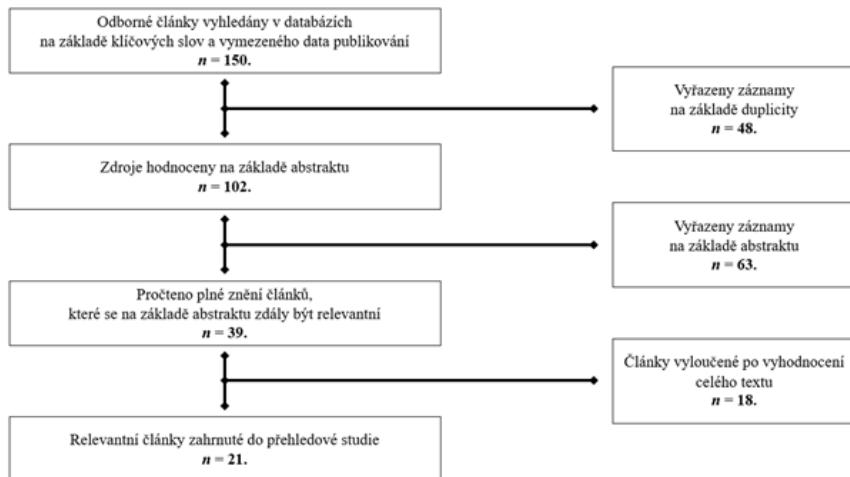 Odborné články vyhledány v databázích
na základě klíčových slov a vymezeného data publikování
n = 150.
Vyřazeny záznamy
na základě duplicity
n = 48.
Zdroje hodnoceny na základě abstraktu
n = 102.
Vyřazeny záznamy
na základě abstraktu
n = 63.
Pročteno plné znění článků,
které se na základě abstraktu zdály být relevantní
n = 39.
Články vyloučené po vyhodnocení
celého textu
n = 18.
Relevantní články zahrnuté do přehledové studie
n = 21.